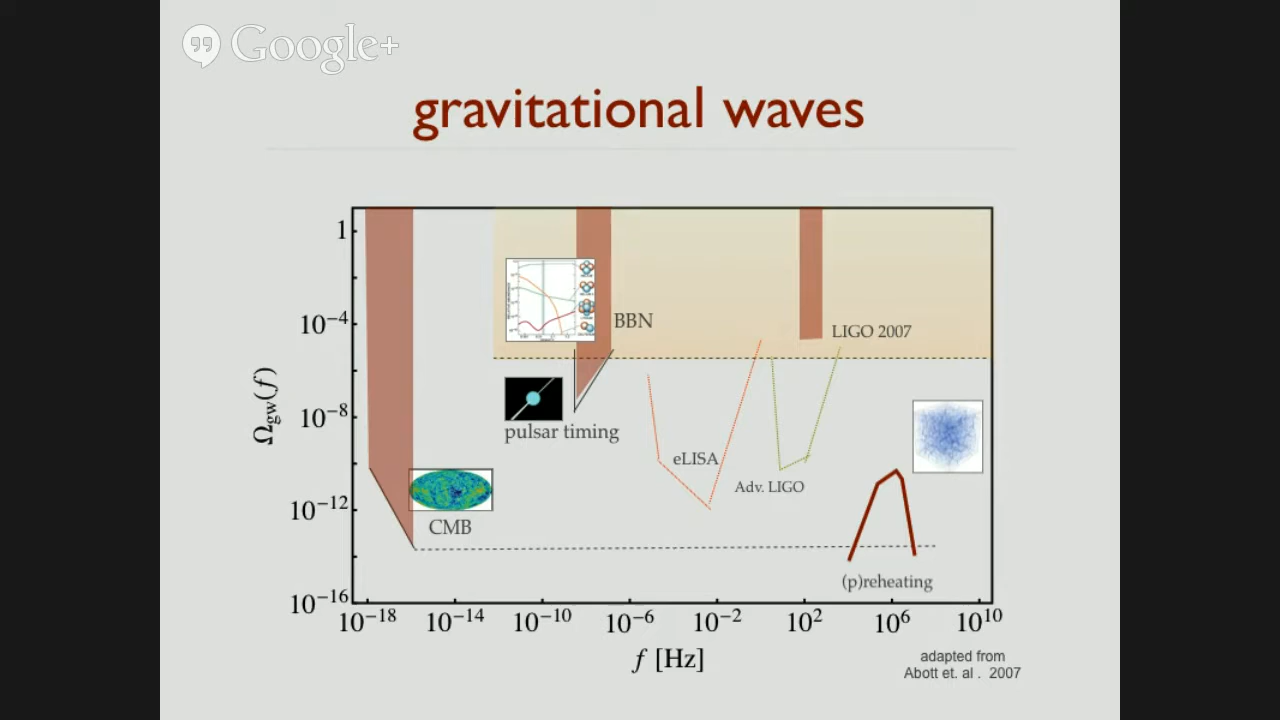 Google+
gravitational waves
1
10⁻⁴
10⁻⁸
10⁻¹²
10⁻¹⁶
Ωgw(f)
BBN
LIGO 2007
pulsar timing
eLISA
Adv. LIGO
CMB
(p)reheating
10⁻¹⁸ 10⁻¹⁴ 10⁻¹⁰ 10⁻⁶ 10⁻² 10² 10⁶ 10¹⁰
f [Hz]
adapted from
Abott et. al . 2007